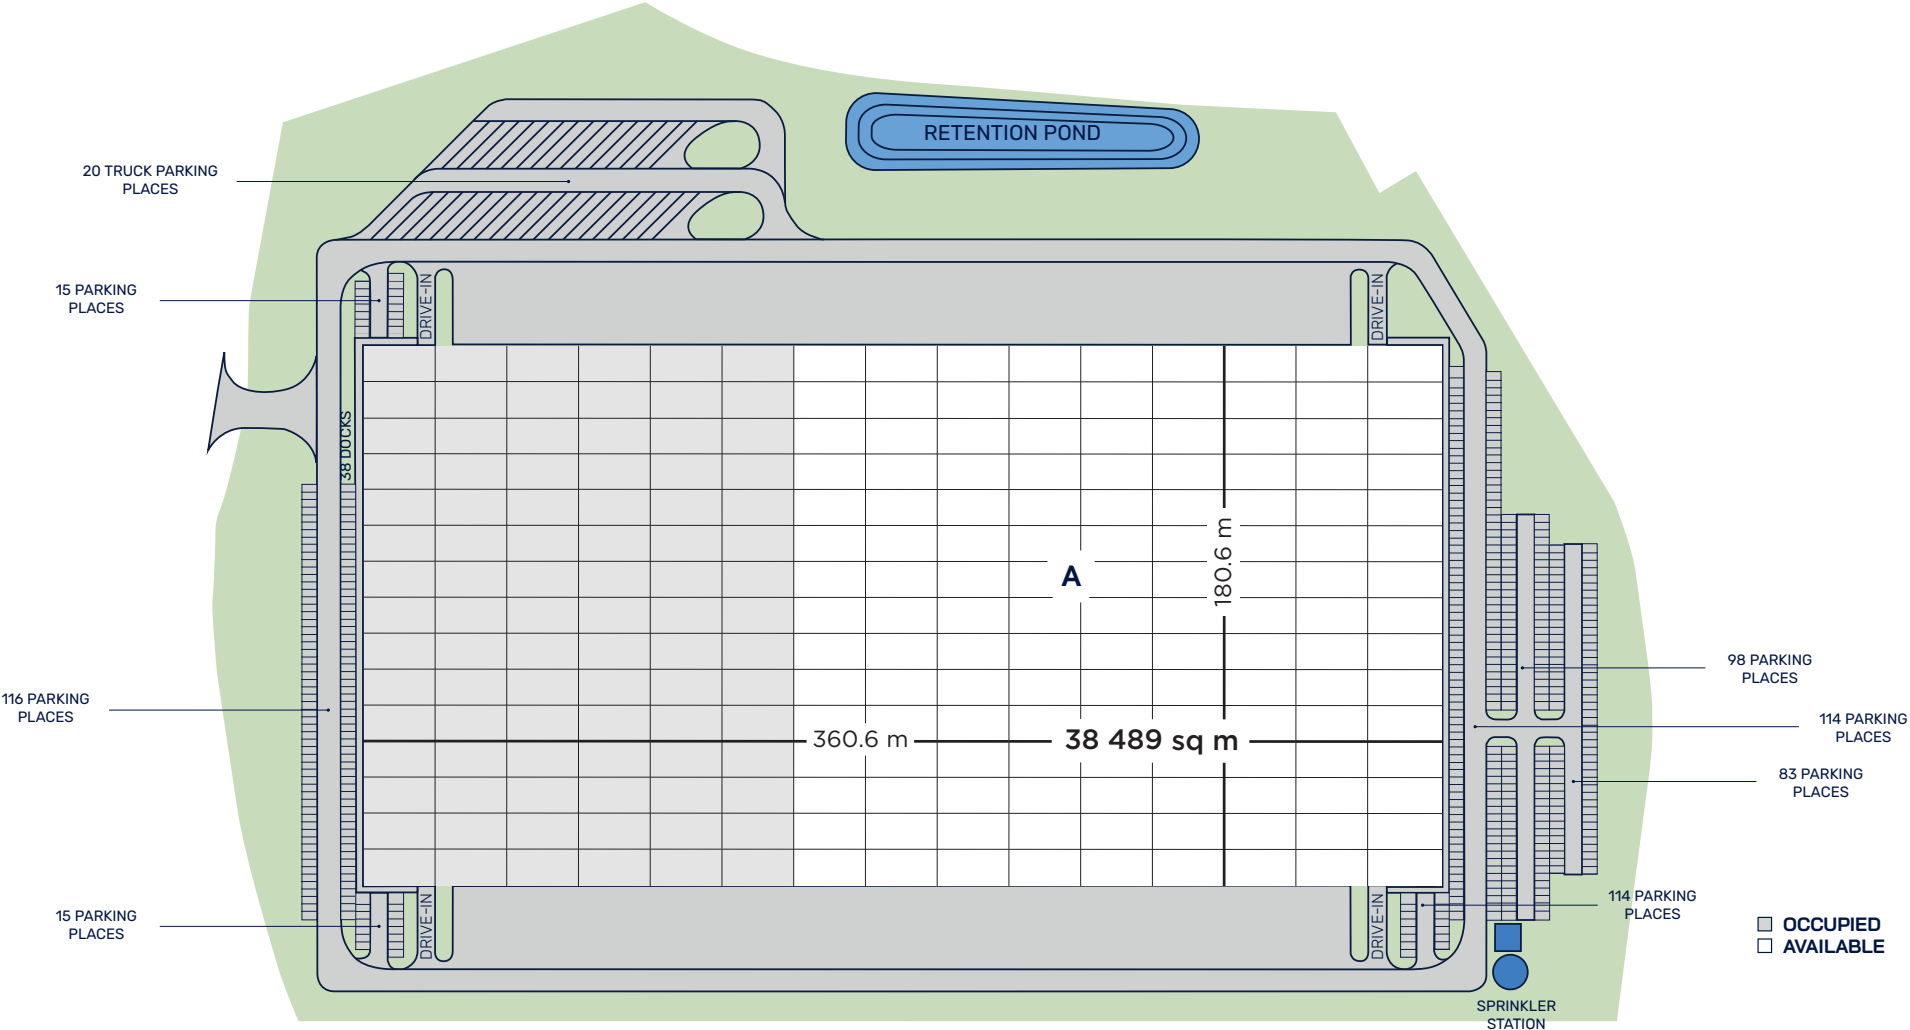 RETENTION POND
20 TRUCK PARKING
PLACES
15 PARKING
PLACES
DRIVE-IN
DRIVE-IN
38 DOCKS
A
180.6 m
360.6 m
38 489 sq m
116 PARKING
PLACES
98 PARKING
PLACES
114 PARKING
PLACES
83 PARKING
PLACES
15 PARKING
PLACES
DRIVE-IN
DRIVE-IN
114 PARKING
PLACES
OCCUPIED
AVAILABLE
SPRINKLER
STATION